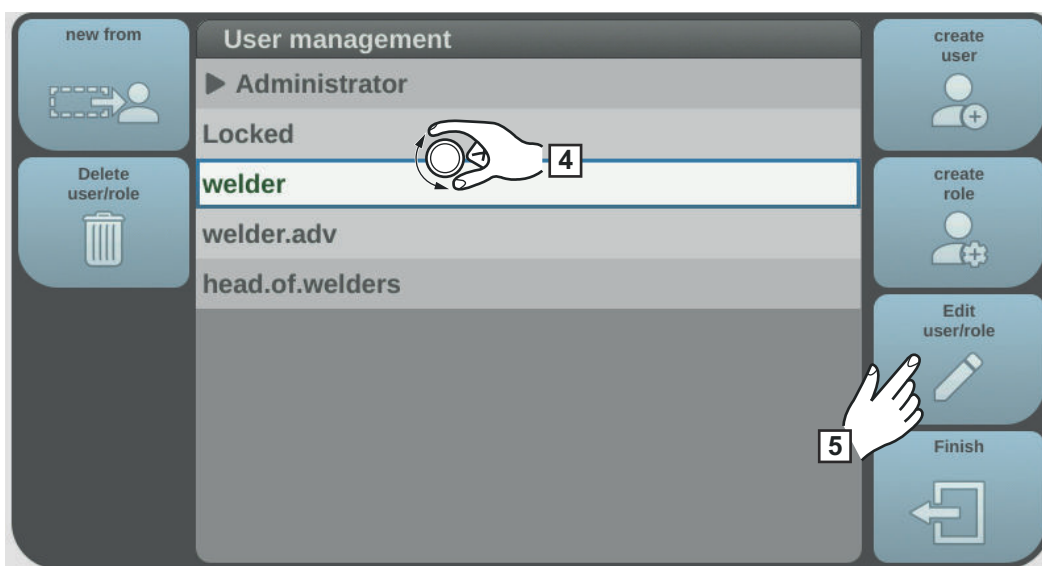 new from
Delete
user/role
User management
Administrator
Locked
welder
welder.adv
head.of.welders
4
5
create
user
create
role
Edit
user/role
Finish